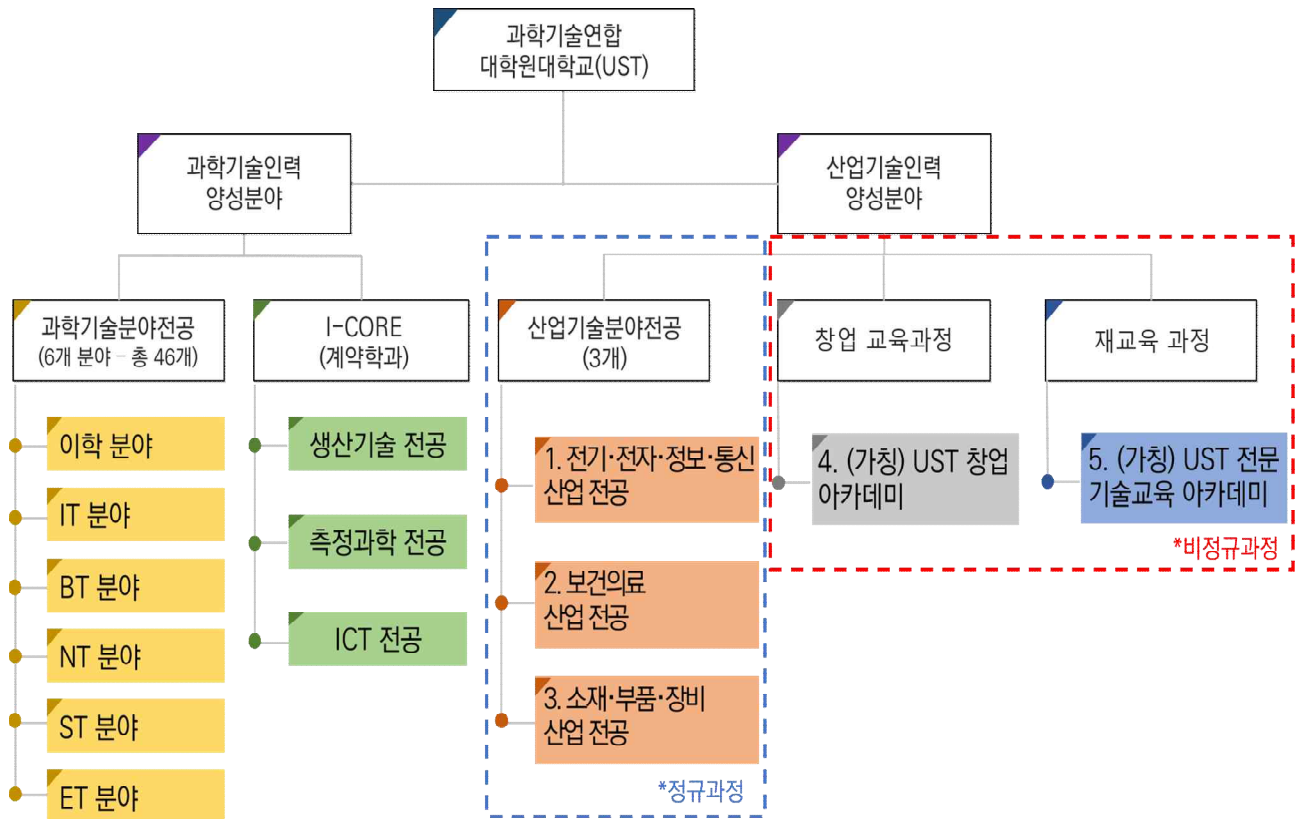 과학기술연합
대학원대학교(UST)
과학기술인력
양성분야
산업기술인력
양성분야
과학기술분야전공
(6개 분야 – 총 46개)
I-CORE
(계약학과)
산업기술분야전공
(3개)
창업 교육과정
재교육 과정
이학 분야
IT 분야
BT 분야
NT 분야
ST 분야
ET 분야
생산기술 전공
측정과학 전공
ICT 전공
1. 전기·전자·정보·통신
산업 전공
2. 보건의료
산업 전공
3. 소재·부품·장비
산업 전공
*정규과정
4. (가칭) UST 창업
아카데미
5. (가칭) UST 전문
기술교육 아카데미
*비정규과정